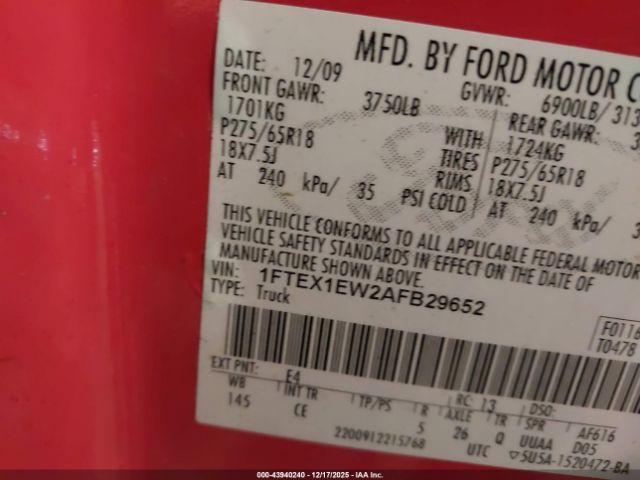 MFD. BY FORD MOTOR C
DATE: 12/09 GVWR: 6900LB/ 313
FRONT GAWR: 3750LB REAR GAWR: 3
1701KG WITH 1724KG
P275/65R18 TIRES P275/65R18
18X7.5J RIMS 18X7.5J
AT 240 kPa/ 35 PSI COLD AT 240 kPa/ 3
THIS VEHICLE CONFORMS TO ALL APPLICABLE FEDERAL MOTOR
VEHICLE SAFETY STANDARDS IN EFFECT ON THE DATE OF
MANUFACTURE SHOWN ABOVE.
VIN: 1FTEX1EW2AFB29652
TYPE: Truck
F0116
T0478
EXT PNT: E4 RC: 13 DSO:
WB INT TR TP/PS R AXLE TR SPR AF616
145 CE 5 26 Q UUAA D05
2200912215768 UTC ▽5U5A-1520472-BA
000-43940240 - 12/17/2025 - IAAHQCAAUCT